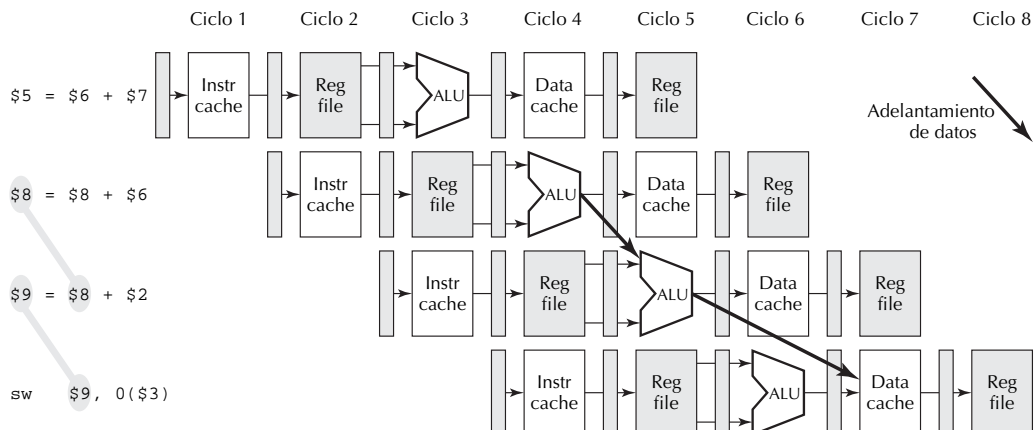 Ciclo 1 Ciclo 2 Ciclo 3 Ciclo 4 Ciclo 5 Ciclo 6 Ciclo 7 Ciclo 8
$5 = $6 + $7
Instr cache
Reg file
ALU
Data cache
Reg file
Adelantamiento de datos
$8 = $8 + $6
Instr cache
Reg file
ALU
Data cache
Reg file
$9 = $8 + $2
Instr cache
Reg file
ALU
Data cache
Reg file
sw $9, 0($3)
Instr cache
Reg file
ALU
Data cache
Reg file